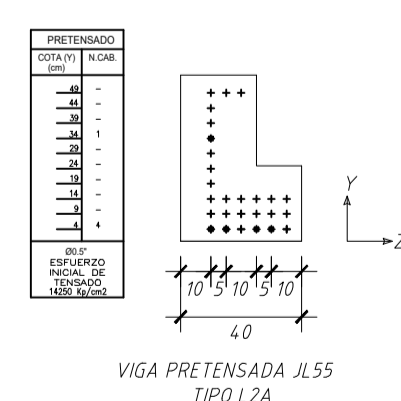 PRETENSADO
COTA (Y) N.CAB.
(cm)
49 -
44 -
39 -
34 1
29 -
24 -
19 -
14 -
9 -
4 4
Ø0.5"
ESFUERZO
INICIAL DE
TENSADO
14250 Kp/cm2
Y
Z
10 5 10 5 10
40
VIGA PRETENSADA JL55
TIPO L2A